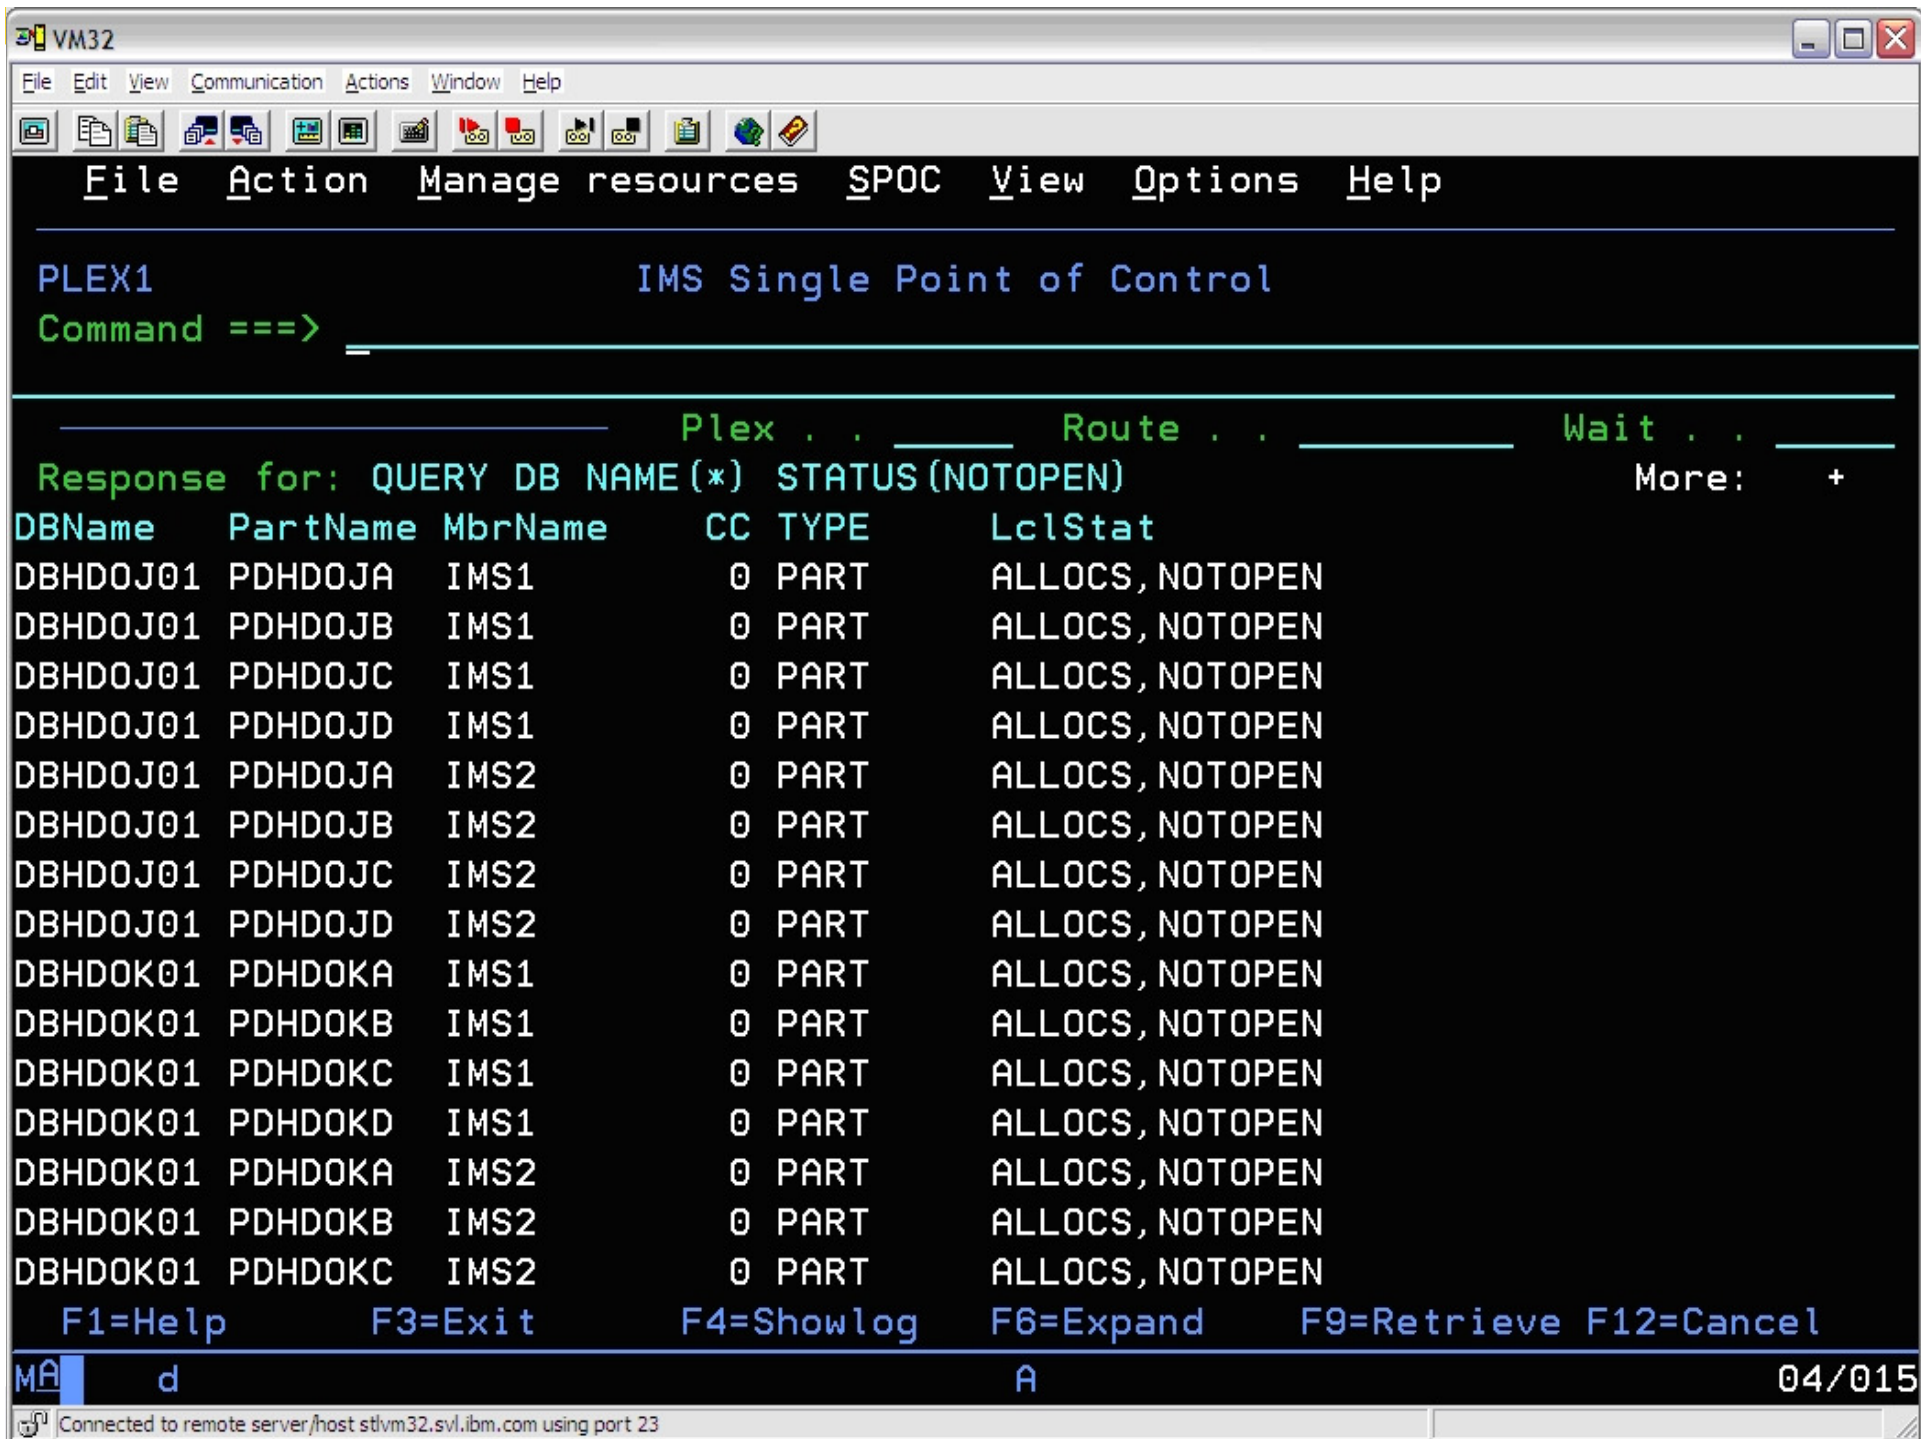 VM32
File Edit View Communication Actions Window Help
File Action Manage resources SPOC View Options Help
PLEX1 IMS Single Point of Control
Command ===>
Plex . . Route . . Wait . .
Response for: QUERY DB NAME(*) STATUS(NOTOPEN) More: +
DBName PartName MbrName CC TYPE LclStat
DBHDOJ01 PDHDOJA IMS1 0 PART ALLOCS,NOTOPEN
DBHDOJ01 PDHDOJB IMS1 0 PART ALLOCS,NOTOPEN
DBHDOJ01 PDHDOJC IMS1 0 PART ALLOCS,NOTOPEN
DBHDOJ01 PDHDOJD IMS1 0 PART ALLOCS,NOTOPEN
DBHDOJ01 PDHDOJA IMS2 0 PART ALLOCS,NOTOPEN
DBHDOJ01 PDHDOJB IMS2 0 PART ALLOCS,NOTOPEN
DBHDOJ01 PDHDOJC IMS2 0 PART ALLOCS,NOTOPEN
DBHDOJ01 PDHDOJD IMS2 0 PART ALLOCS,NOTOPEN
DBHDOK01 PDHDOKA IMS1 0 PART ALLOCS,NOTOPEN
DBHDOK01 PDHDOKB IMS1 0 PART ALLOCS,NOTOPEN
DBHDOK01 PDHDOKC IMS1 0 PART ALLOCS,NOTOPEN
DBHDOK01 PDHDOKD IMS1 0 PART ALLOCS,NOTOPEN
DBHDOK01 PDHDOKA IMS2 0 PART ALLOCS,NOTOPEN
DBHDOK01 PDHDOKB IMS2 0 PART ALLOCS,NOTOPEN
DBHDOK01 PDHDOKC IMS2 0 PART ALLOCS,NOTOPEN
F1=Help F3=Exit F4=Showlog F6=Expand F9=Retrieve F12=Cancel
MA d A 04/015
Connected to remote server/host stlvm32.svl.ibm.com using port 23